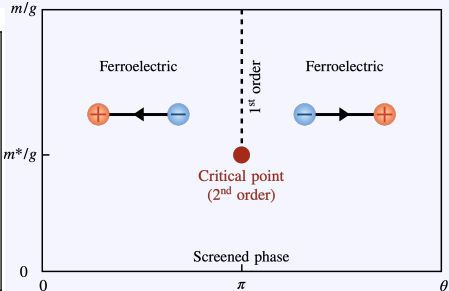 m/g
Ferroelectric
Ferroelectric
1st order
+
−
−
+
m*/g
Critical point
(2nd order)
Screened phase
0
0
π
θ